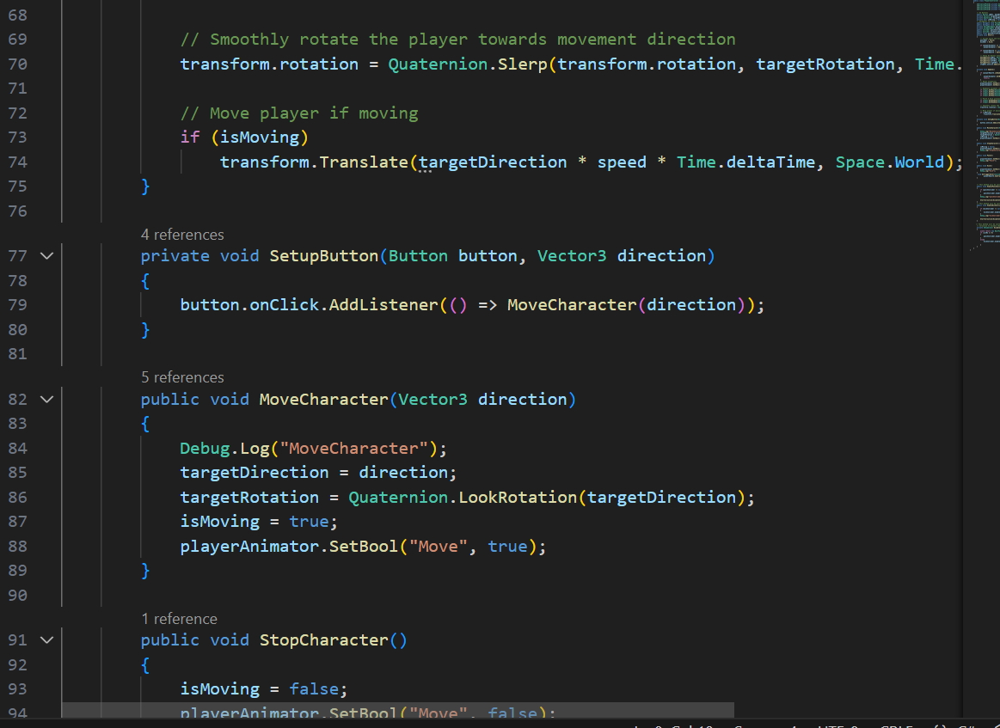 68
69 // Smoothly rotate the player towards movement direction
70 transform.rotation = Quaternion.Slerp(transform.rotation, targetRotation, Time.
71
72 // Move player if moving
73 if (isMoving)
74 transform.Translate(targetDirection * speed * Time.deltaTime, Space.World);
75 }
76
4 references
77 private void SetupButton(Button button, Vector3 direction)
78 {
79 button.onClick.AddListener(() => MoveCharacter(direction));
80 }
81
5 references
82 public void MoveCharacter(Vector3 direction)
83 {
84 Debug.Log("MoveCharacter");
85 targetDirection = direction;
86 targetRotation = Quaternion.LookRotation(targetDirection);
87 isMoving = true;
88 playerAnimator.SetBool("Move", true);
89 }
90
1 reference
91 public void StopCharacter()
92 {
93 isMoving = false;
94 playerAnimator.SetBool("Move", false);